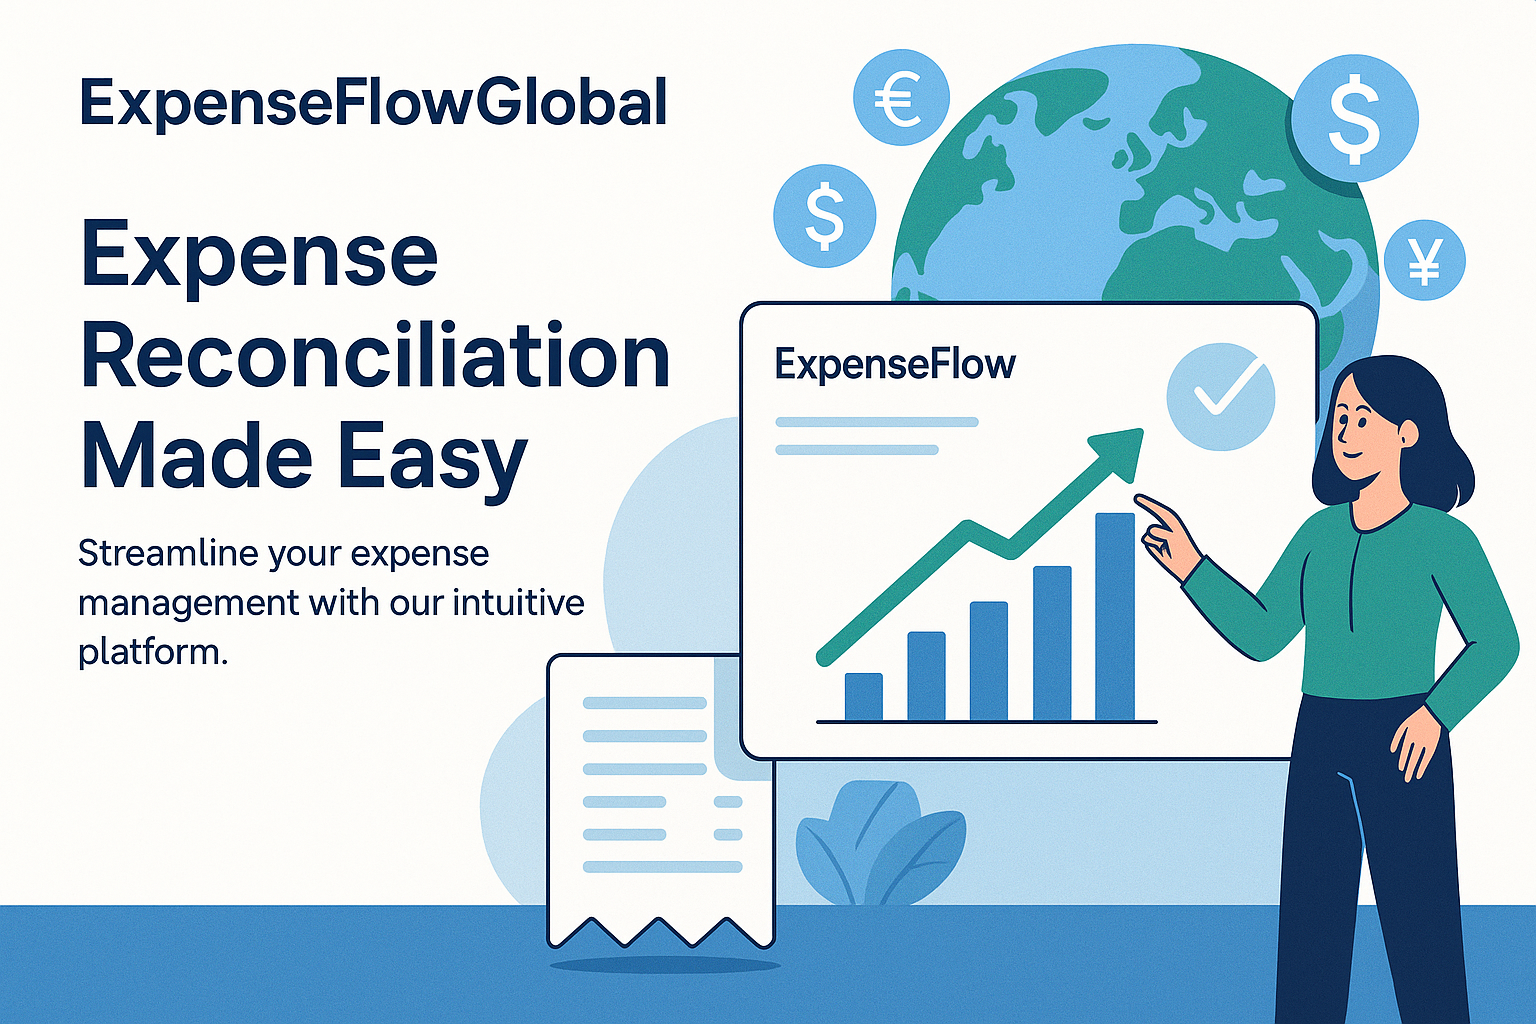 ExpenseFlowGlobal
Expense
Reconciliation
Made Easy
Streamline your expense
management with our intuitive
platform.
€
$
$
¥
ExpenseFlow